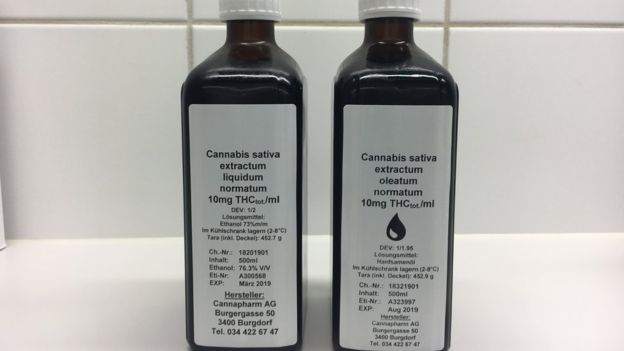 Cannabis sativa
extractum
liquidum
normatum
10mg THCtot./ml
DEV: 1/2
Lösungsmittel:
Ethanol 73%m/m
Im Kühlschrank lagern (2-8°C)
Tara (inkl. Deckel): 452.7 g
Ch.-Nr.: 18201901
Inhalt: 500ml
Ethanol: 76.3% V/V
Eti-Nr: A300568
EXP: März 2019
Hersteller:
Cannapharm AG
Burgergasse 50
3400 Burgdorf
Tel. 034 422 67 47
Cannabis sativa
extractum
oleatum
normatum
10mg THCtot./ml
DEV: 1/1.95
Lösungsmittel:
Hanfsamenöl
Im Kühlschrank lagern (2-8°C)
Tara (inkl. Deckel): 452.9 g
Ch.-Nr.: 18321901
Inhalt: 500ml
Eti-Nr: A323997
EXP: Aug 2019
Hersteller:
Cannapharm AG
Burgergasse 50
3400 Burgdorf
Tel. 034 422 67 47